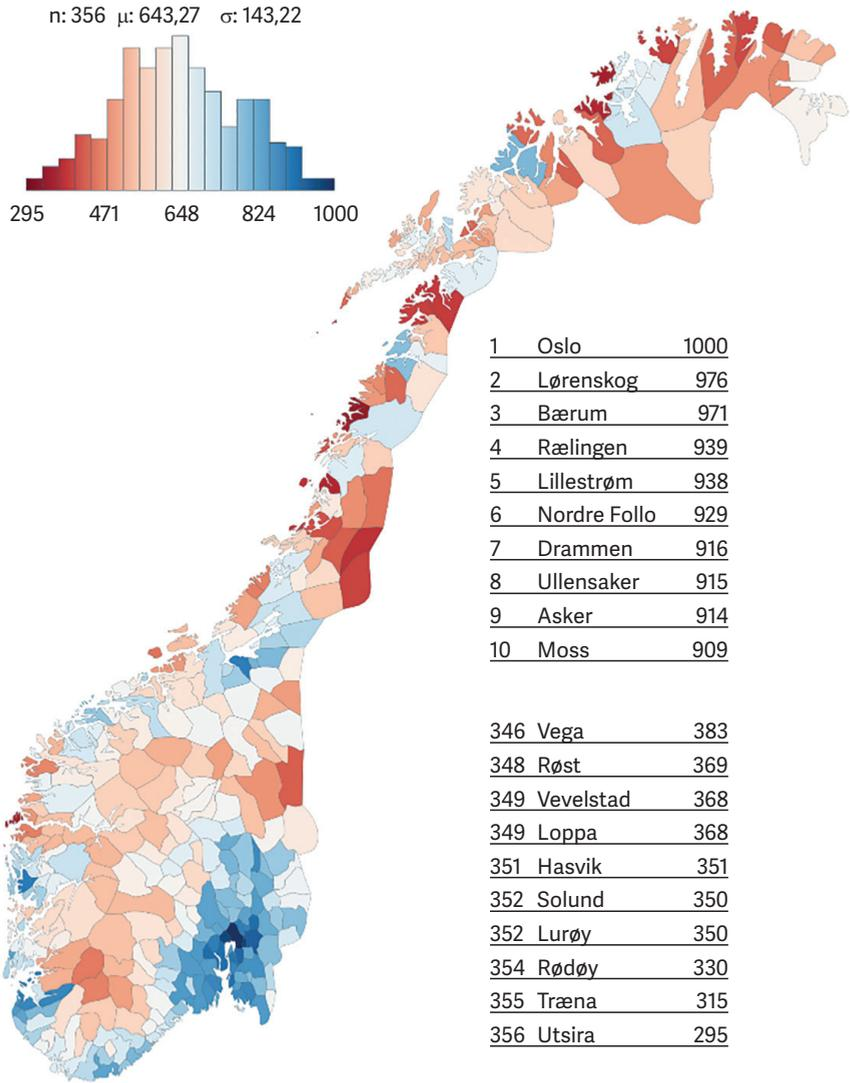 n: 356 μ: 643,27 σ: 143,22
295 471 648 824 1000
1 Oslo 1000
2 Lørenskog 976
3 Bærum 971
4 Rælingen 939
5 Lillestrøm 938
6 Nordre Follo 929
7 Drammen 916
8 Ullensaker 915
9 Asker 914
10 Moss 909
346 Vega 383
348 Røst 369
349 Vevelstad 368
349 Loppa 368
351 Hasvik 351
352 Solund 350
352 Lurøy 350
354 Rødøy 330
355 Træna 315
356 Utsira 295